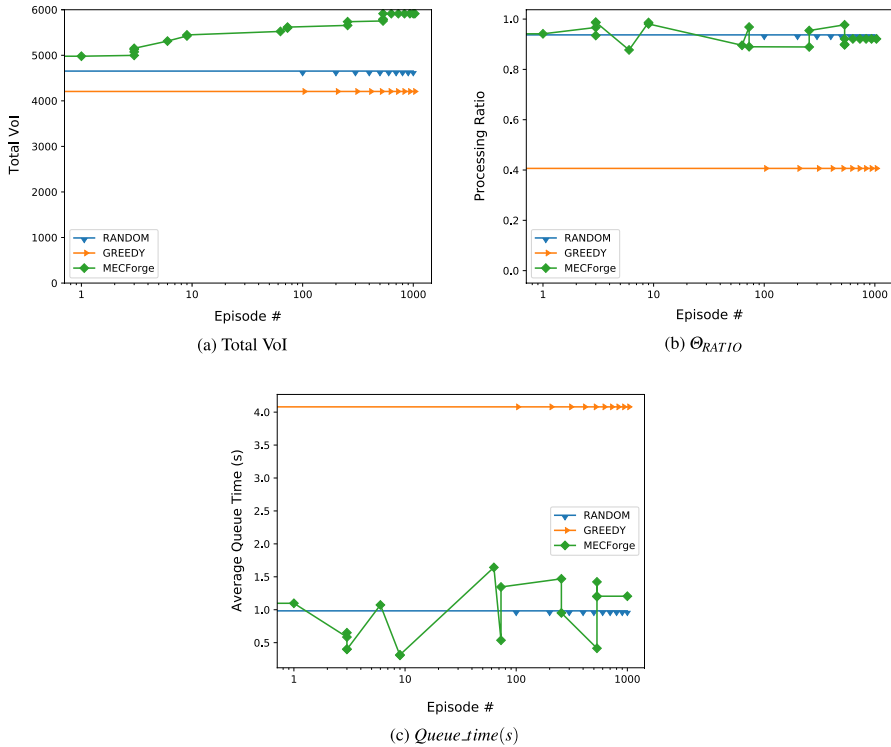 6000
5000
4000
3000
2000
1000
0
Total VoI
RANDOM
GREEDY
MECForge
1 10 100 1000
Episode #
(a) Total VoI
1.0
0.8
0.6
0.4
0.2
0.0
Processing Ratio
RANDOM
GREEDY
MECForge
1 10 100 1000
Episode #
(b) Θ_RATIO
4.0
3.5
3.0
2.5
2.0
1.5
1.0
0.5
Average Queue Time (s)
RANDOM
GREEDY
MECForge
1 10 100 1000
Episode #
(c) Queue_time(s)